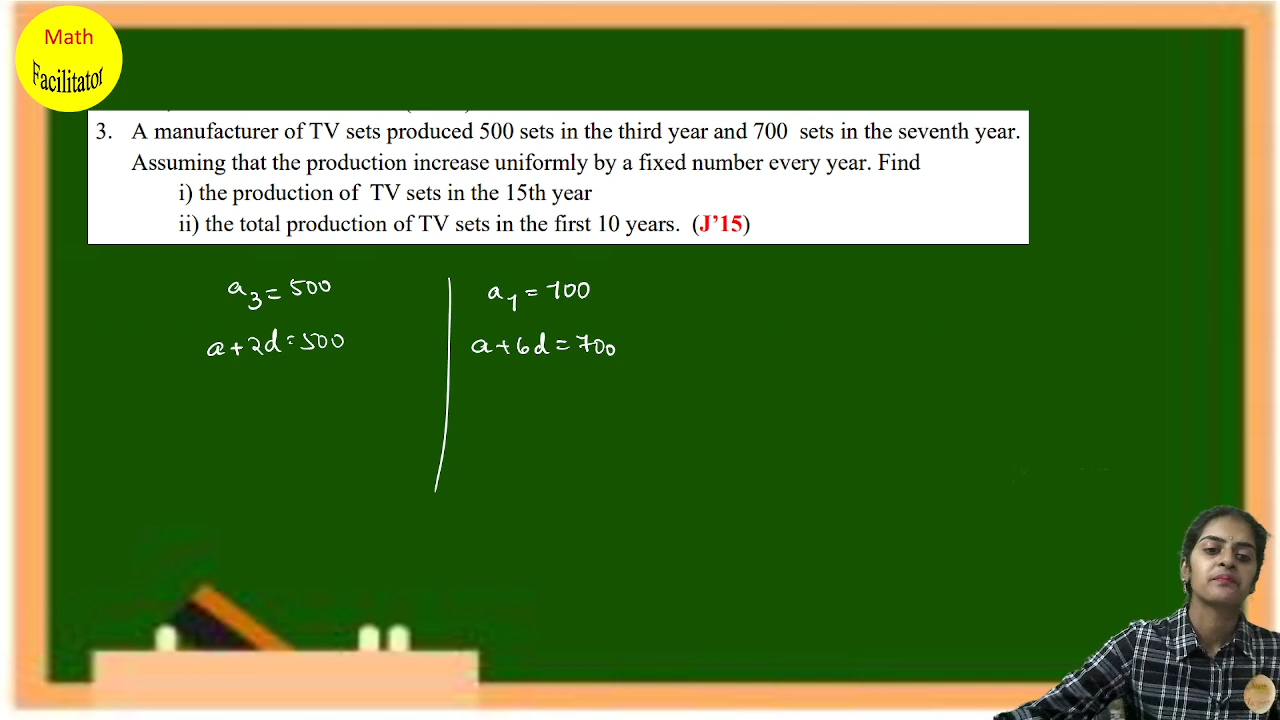 Math
Facilitator
3. A manufacturer of TV sets produced 500 sets in the third year and 700 sets in the seventh year.
Assuming that the production increase uniformly by a fixed number every year. Find
i) the production of TV sets in the 15th year
ii) the total production of TV sets in the first 10 years. (J’15)
a₃ = 500
a + 2d = 500
a₇ = 700
a + 6d = 700